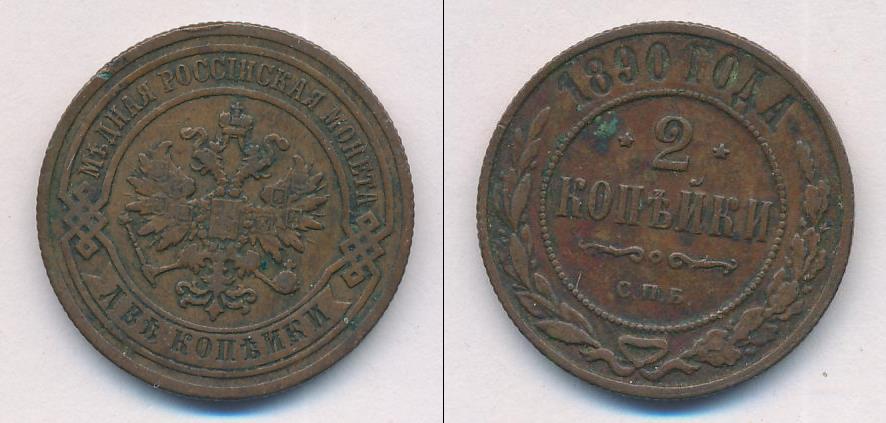 МѢДНАЯ РОССІЙСКАЯ МОНЕТА
ДВѢ КОПѢЙКИ
1890 ГОДА
* 2 *
КОПѢЙКИ
С.П.Б.